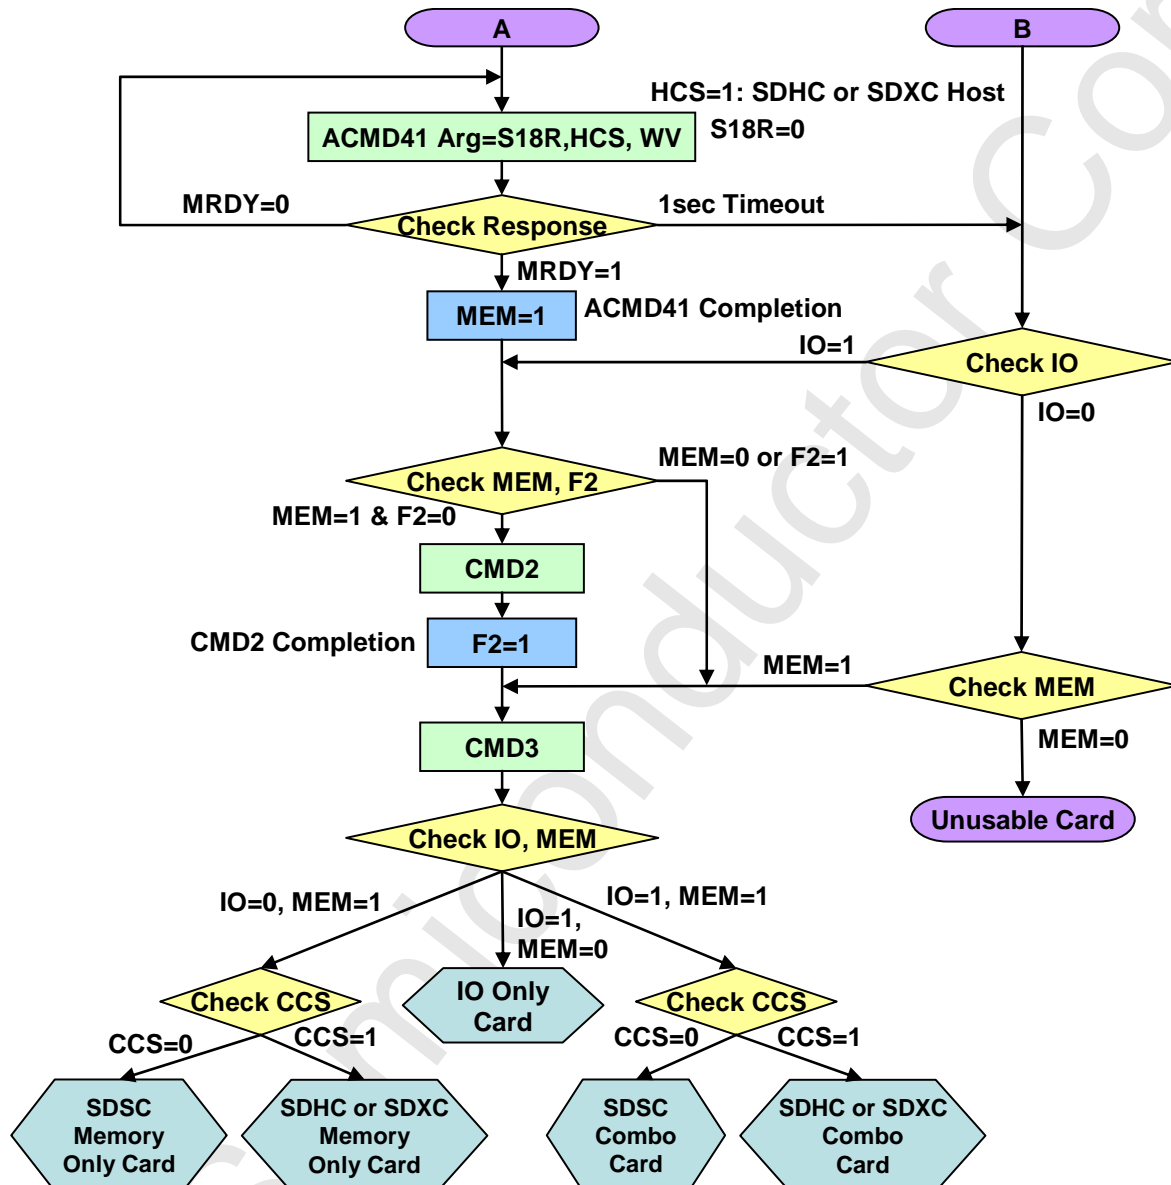 A
B
HCS=1: SDHC or SDXC Host
S18R=0
ACMD41 Arg=S18R,HCS, WV
MRDY=0
Check Response
1sec Timeout
MRDY=1
MEM=1
ACMD41 Completion
IO=1
Check IO
IO=0
MEM=0 or F2=1
Check MEM, F2
MEM=1 & F2=0
CMD2
CMD2 Completion
F2=1
MEM=1
Check MEM
CMD3
MEM=0
Unusable Card
Check IO, MEM
IO=0, MEM=1
IO=1,
MEM=0
IO=1, MEM=1
Check CCS
IO Only
Card
Check CCS
CCS=0
CCS=1
CCS=0
CCS=1
SDSC
Memory
Only Card
SDHC or SDXC
Memory
Only Card
SDSC
Combo
Card
SDHC or SDXC
Combo
Card
miconductor Co